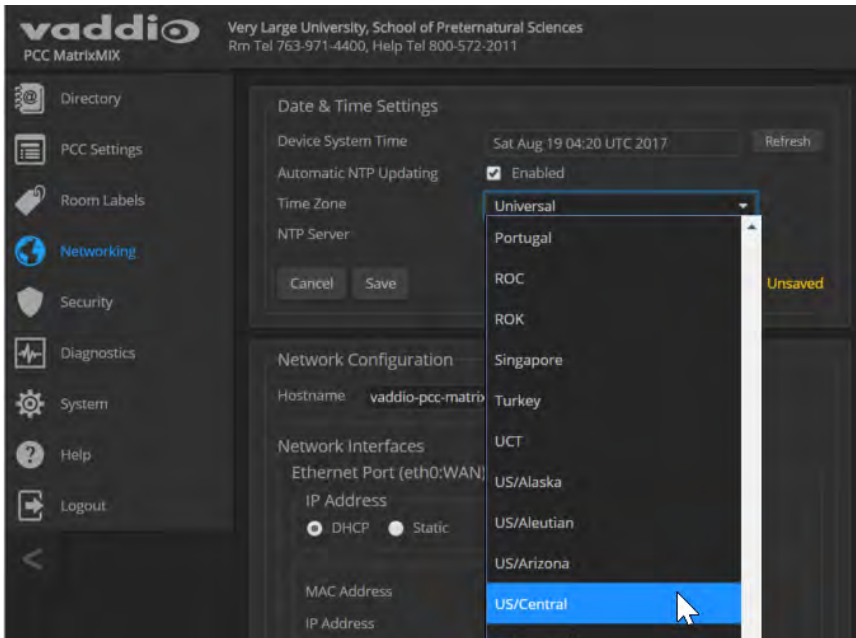 vaddio
PCC MatrixMIX
Very Large University, School of Preternatural Sciences
Rm Tel 763-971-4400, Help Tel 800-572-2011
Directory
PCC Settings
Room Labels
Networking
Security
Diagnostics
System
Help
Logout
Date & Time Settings
Device System Time Sat Aug 19 04:20 UTC 2017 Refresh
Automatic NTP Updating Enabled
Time Zone Universal
NTP Server
Portugal
ROC
ROK
Singapore
Turkey
UCT
US/Alaska
US/Aleutian
US/Arizona
US/Central
Cancel Save Unsaved
Network Configuration
Hostname vaddio-pcc-matrix
Network Interfaces
Ethernet Port (eth0:WAN)
IP Address
DHCP Static
MAC Address
IP Address